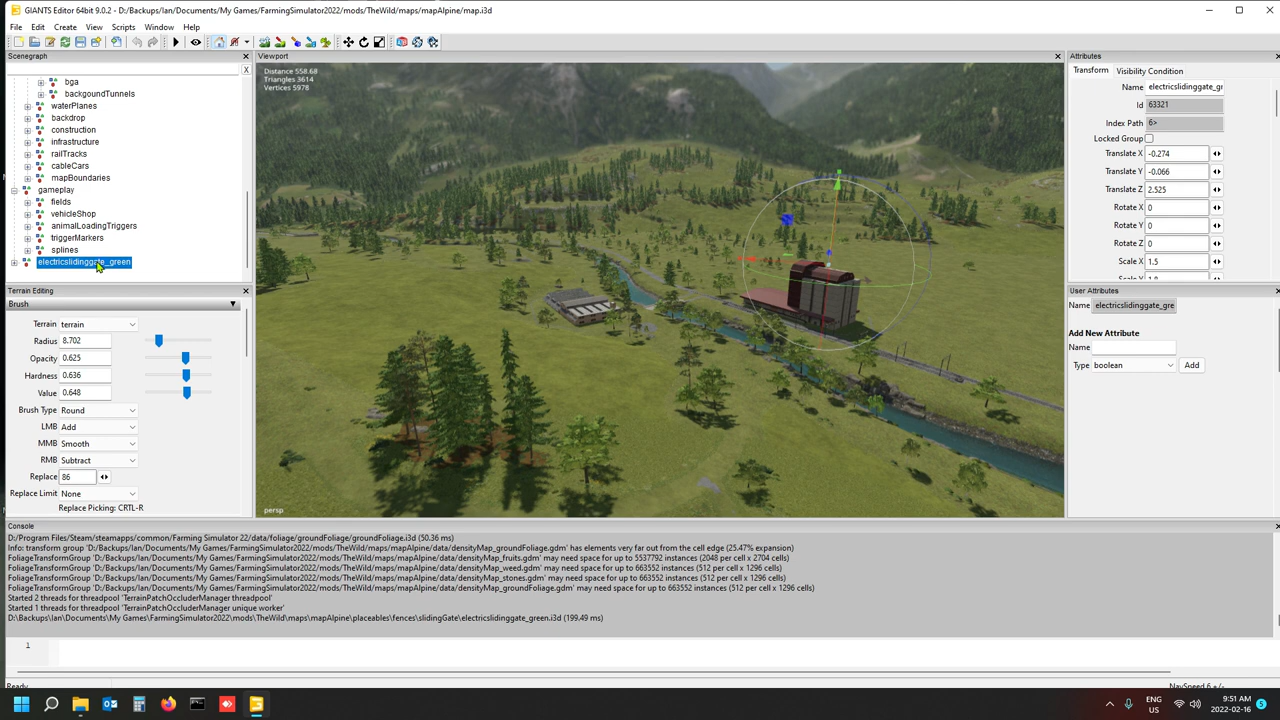 GIANTS Editor 64bit 9.0.2 - D:/Backups/Ian/Documents/My Games/FarmingSimulator2022/mods/TheWild/maps/mapAlpine/map.i3d
File Edit Create View Scripts Window Help
Scenegraph
X
bga
backgoundTunnels
waterPlanes
backdrop
construction
infrastructure
railTracks
cableCars
mapBoundaries
gameplay
fields
vehicleShop
animalLoadingTriggers
triggerMarkers
splines
electricslidinggate_green
Terrain Editing
Brush
Terrain terrain
Radius 8.702
Opacity 0.625
Hardness 0.636
Value 0.648
Brush Type Round
LMB Add
MMB Smooth
RMB Subtract
Replace 86
Replace Limit None
Replace Picking: CRTL-R
Viewport
Distance 558.68
Triangles 3614
Vertices 5978
persp
Attributes
Transform Visibility Condition
Name electricslidinggate_gr
Id 63321
Index Path 6>
Locked Group
Translate X -0.274
Translate Y -0.066
Translate Z 2.525
Rotate X 0
Rotate Y 0
Rotate Z 0
Scale X 1.5
User Attributes
Name electricslidinggate_gre
Add New Attribute
Name
Type boolean Add
Console
D:/Program Files/Steam/steamapps/common/Farming Simulator 22/data/foliage/groundFoliage/groundFoliage.i3d (50.36 ms)
Info: transform group 'D:/Backups/Ian/Documents/My Games/FarmingSimulator2022/mods/TheWild/maps/mapAlpine/data/densityMap_groundFoliage.gdm' has elements very far out from the cell edge (25.47% expansion)
FoliageTransformGroup 'D:/Backups/Ian/Documents/My Games/FarmingSimulator2022/mods/TheWild/maps/mapAlpine/data/densityMap_fruits.gdm' may need space for up to 5537792 instances (2048 per cell x 2704 cells)
FoliageTransformGroup 'D:/Backups/Ian/Documents/My Games/FarmingSimulator2022/mods/TheWild/maps/mapAlpine/data/densityMap_weed.gdm' may need space for up to 663552 instances (512 per cell x 1296 cells)
FoliageTransformGroup 'D:/Backups/Ian/Documents/My Games/FarmingSimulator2022/mods/TheWild/maps/mapAlpine/data/densityMap_stones.gdm' may need space for up to 663552 instances (512 per cell x 1296 cells)
FoliageTransformGroup 'D:/Backups/Ian/Documents/My Games/FarmingSimulator2022/mods/TheWild/maps/mapAlpine/data/densityMap_groundFoliage.gdm' may need space for up to 663552 instances (512 per cell x 1296 cells)
Started 2 threads for threadpool 'TerrainPatchOccluderManager threadpool'
Started 1 threads for threadpool 'TerrainPatchOccluderManager unique worker'
D:\Backups\Ian\Documents\My Games\FarmingSimulator2022\mods\TheWild\maps\mapAlpine\placeables\fences\slidingGate\electricslidinggate_green.i3d (199.49 ms)
1
Ready NavSpeed 6 +/-
ENG
US
9:51 AM
2022-02-16
5